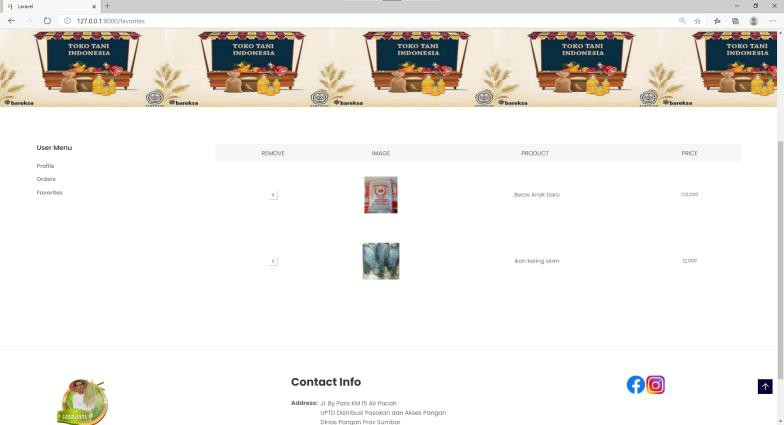 Laravel
127.0.0.1:8000/favorites
TOKO TANI
INDONESIA
TOKO TANI
INDONESIA
TOKO TANI
INDONESIA
TOKO TANI
INDONESIA
TOKO TANI
INDONESIA
bareksa
bareksa
bareksa
bareksa
bareksa
User Menu
Profile
Orders
Favorites
REMOVE IMAGE PRODUCT PRICE
x Beras Anak Daro
x ikan kering siam 12,000
Contact Info
Address: Jl. By Pass KM 15 Air Pacah
UPTD Distribusi Pasokan dan Akses Pangan
Dinas Pangan Prov Sumbar